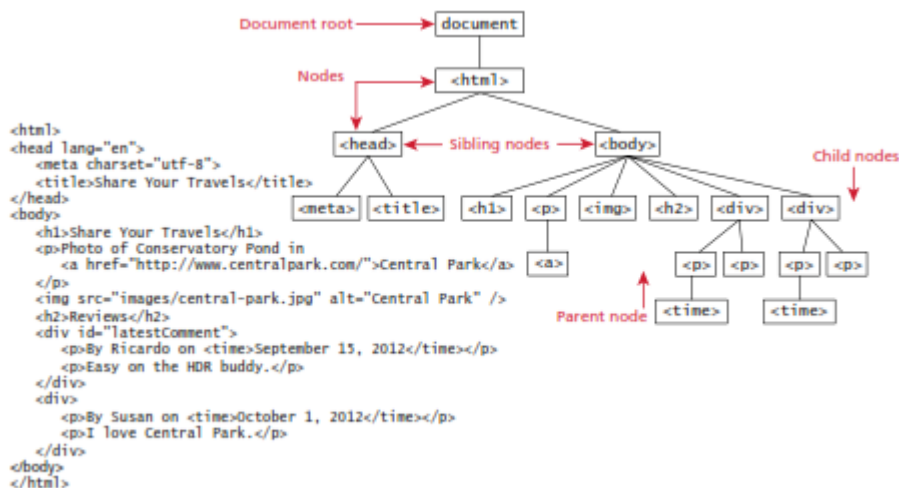 Document root
document
Nodes
<html>
<head>
Sibling nodes
<body>
Child nodes
<meta>
<title>
<h1>
<p>
<img>
<h2>
<div>
<div>
<a>
<p>
<p>
<p>
<p>
Parent node
<time>
<time>
<html>
<head lang="en">
<meta charset="utf-8">
<title>Share Your Travels</title>
</head>
<body>
<h1>Share Your Travels</h1>
<p>Photo of Conservatory Pond in
<a href="http://www.centralpark.com/">Central Park</a>
</p>
<img src="images/central-park.jpg" alt="Central Park" />
<h2>Reviews</h2>
<div id="latestComment">
<p>By Ricardo on <time>September 15, 2012</time></p>
<p>Easy on the HDR buddy.</p>
</div>
<div>
<p>By Susan on <time>October 1, 2012</time></p>
<p>I love Central Park.</p>
</div>
</body>
</html>